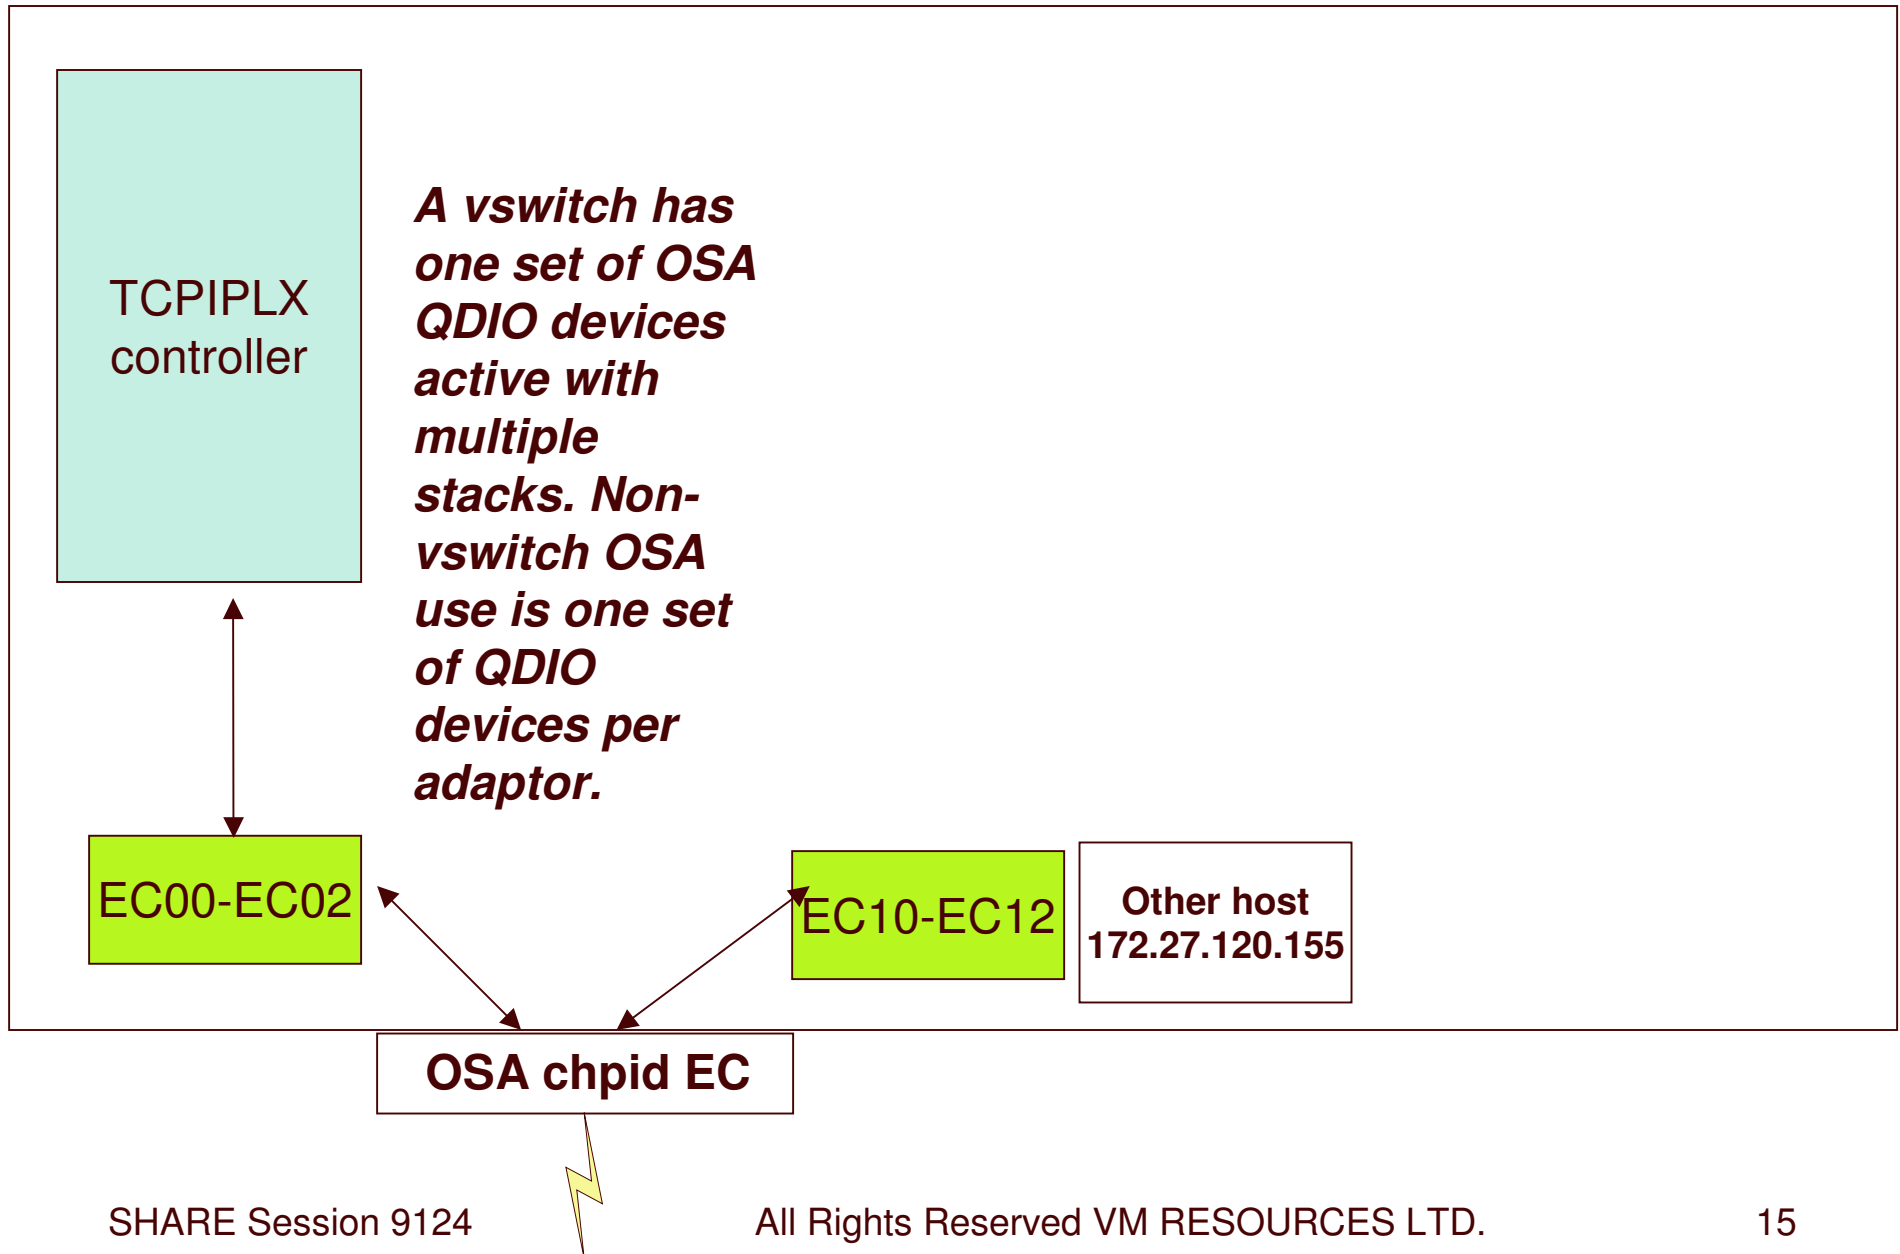 TCPIPLX
controller
A vswitch has
one set of OSA
QDIO devices
active with
multiple
stacks. Non-
vswitch OSA
use is one set
of QDIO
devices per
adaptor.
EC00-EC02
EC10-EC12
Other host
172.27.120.155
OSA chpid EC
SHARE Session 9124
All Rights Reserved VM RESOURCES LTD.
15